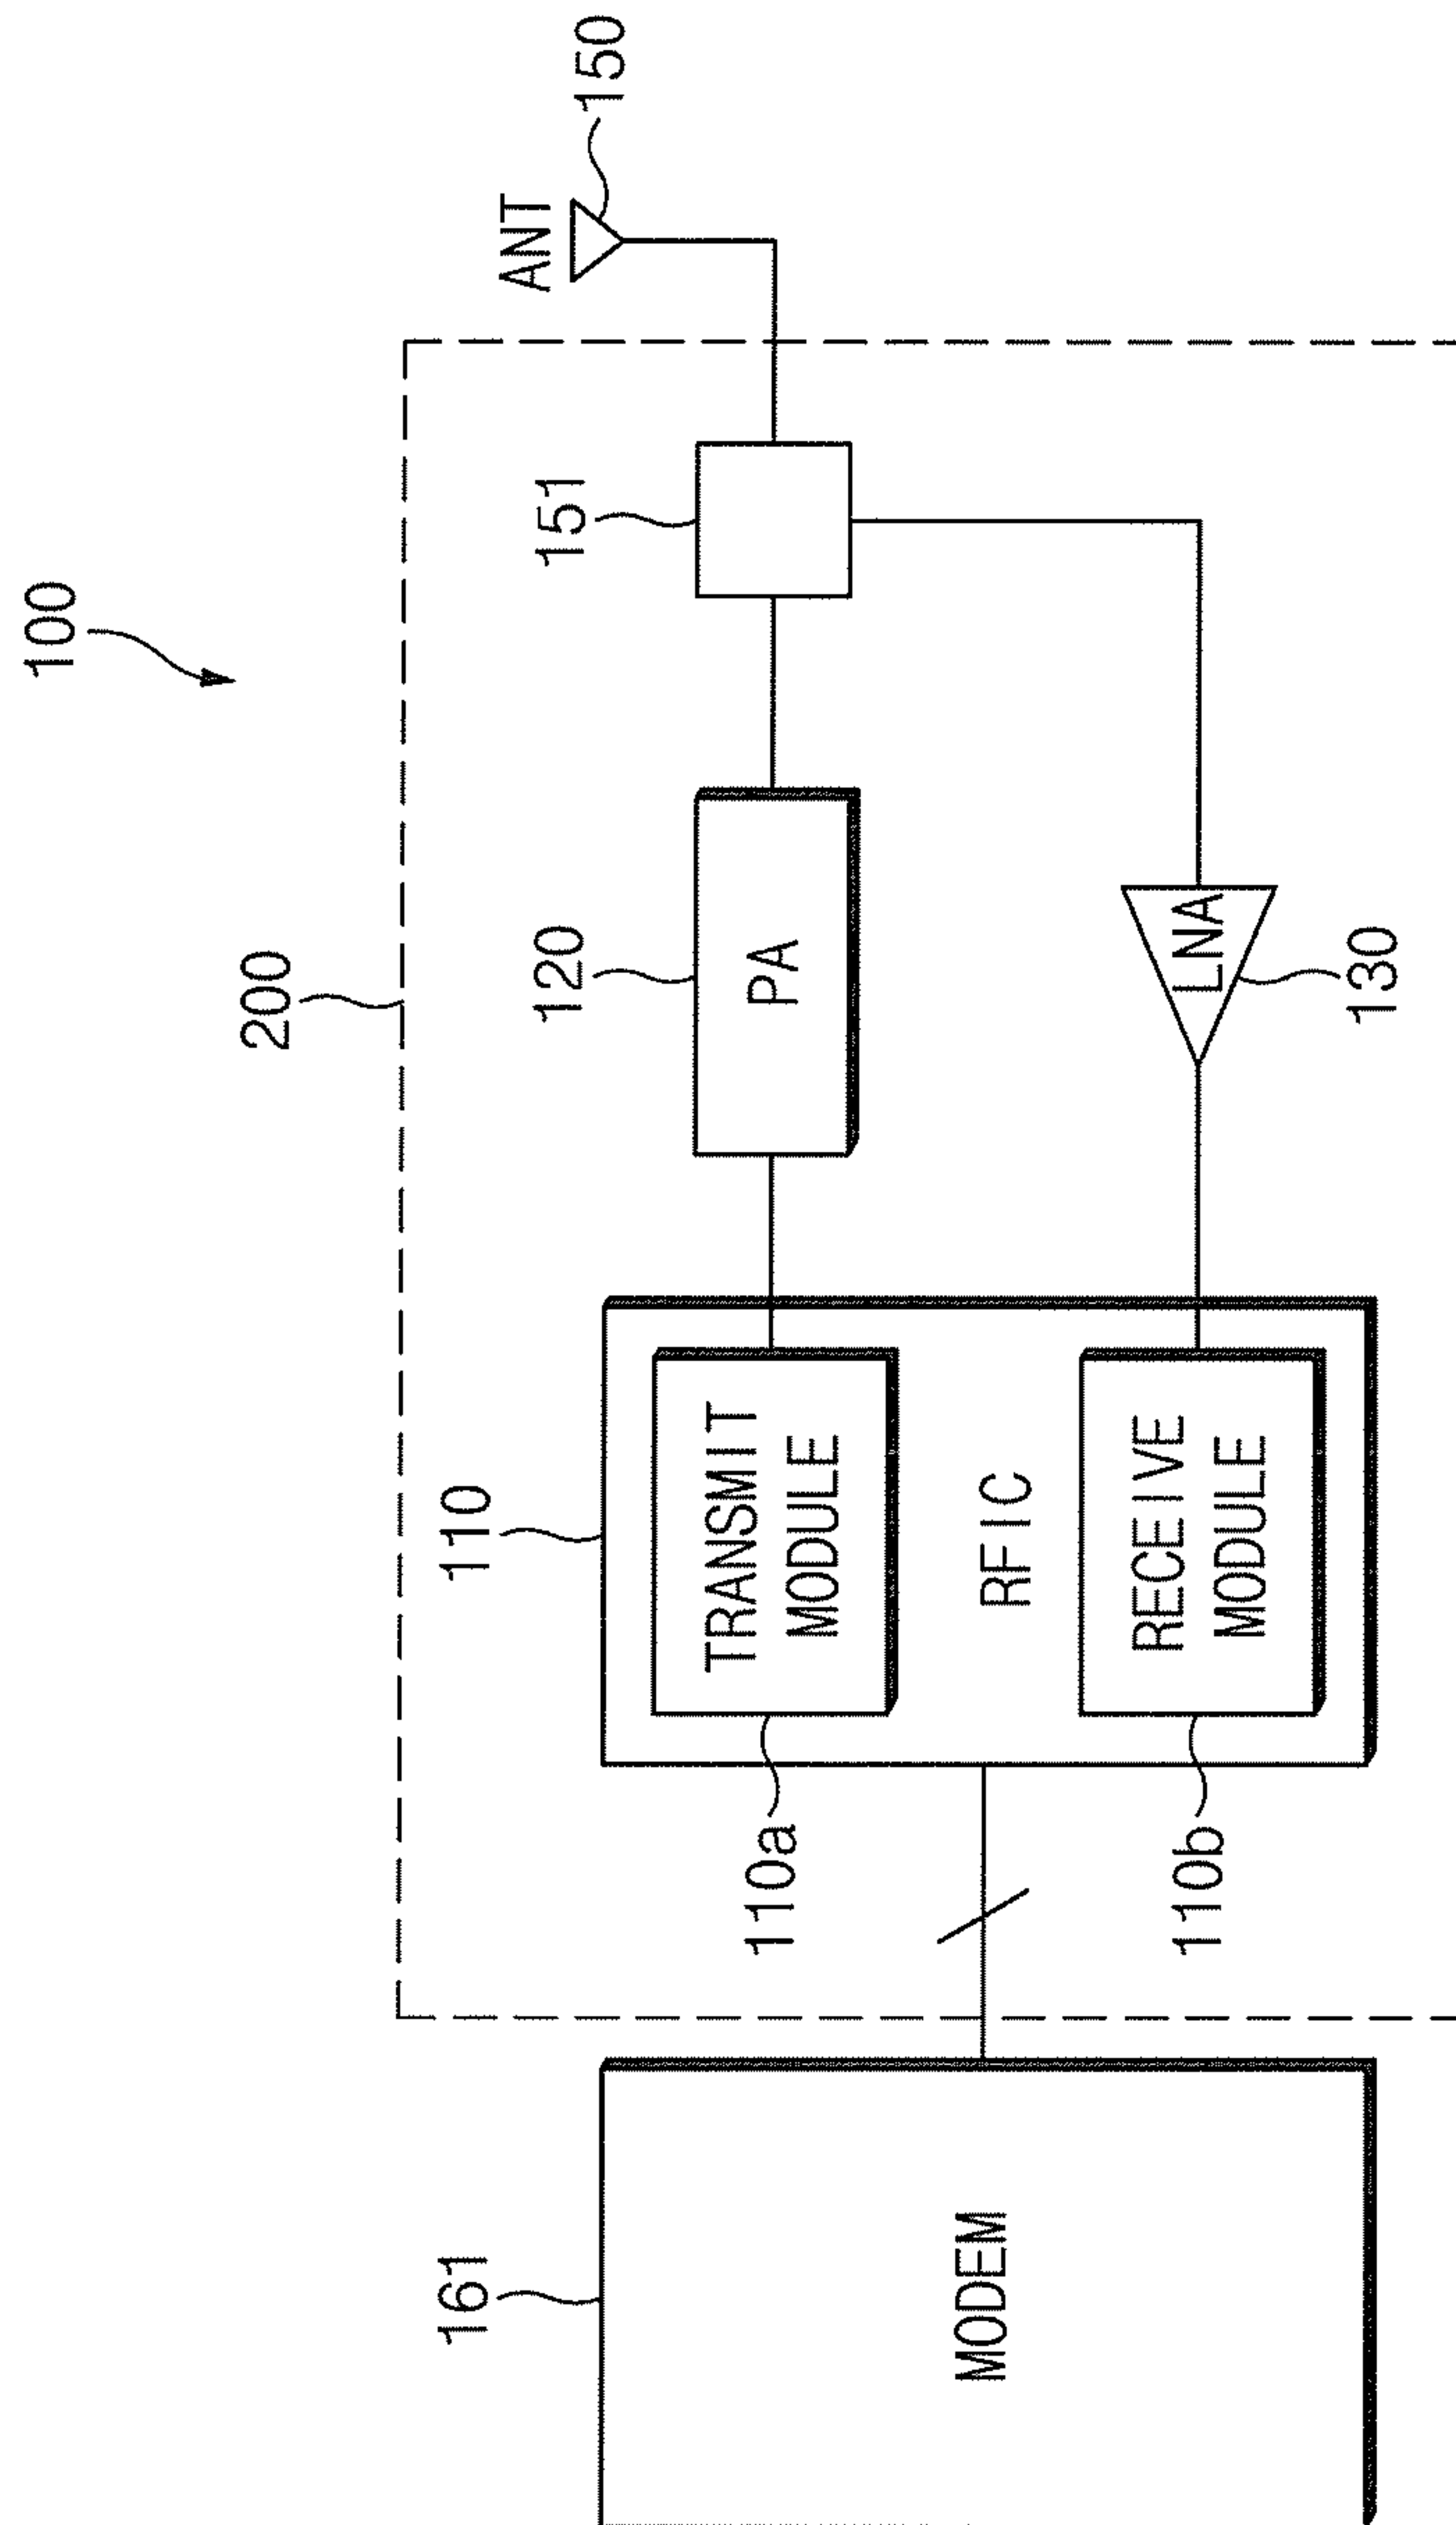 100
200
161
MODEM
110
TRANSMIT
MODULE
110a
RFIC
RECEIVE
MODULE
110b
120
PA
LNA
130
151
ANT
150